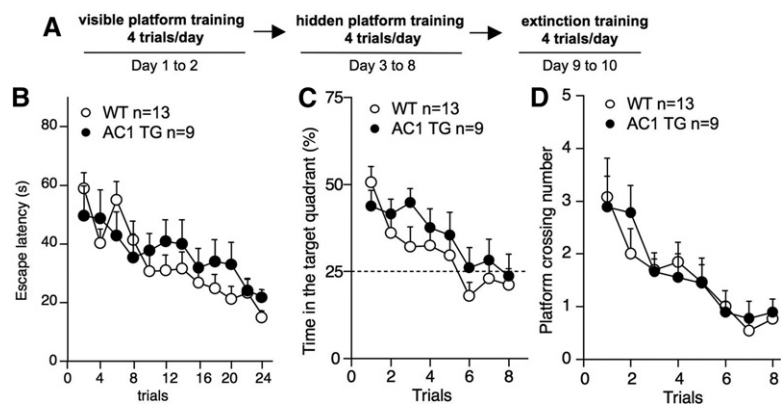 A
visible platform training
4 trials/day
Day 1 to 2
hidden platform training
4 trials/day
Day 3 to 8
extinction training
4 trials/day
Day 9 to 10
B
WT n=13
AC1 TG n=9
Escape latency (s)
80
60
40
20
0
0 4 8 12 16 20 24
trials
C
WT n=13
AC1 TG n=9
Time in the target quadrant (%)
75
50
25
0
0 2 4 6 8
Trials
D
WT n=13
AC1 TG n=9
Platform crossing number
5
4
3
2
1
0
0 2 4 6 8
Trials